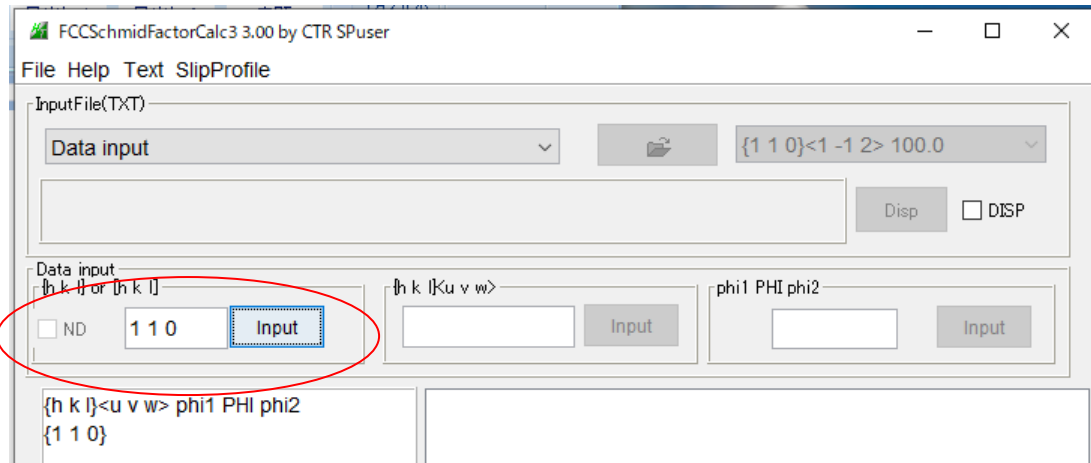 FCCSchmidFactorCalc3 3.00 by CTR SPuser
File Help Text SlipProfile
InputFile(TXT)
Data input
{1 1 0}<1 -1 2> 100.0
Disp
DISP
Data input
{h k l} or [h k l]
{h k l}<u v w>
phi1 PHI phi2
ND
1 1 0
Input
Input
Input
{h k l}<u v w> phi1 PHI phi2
{1 1 0}